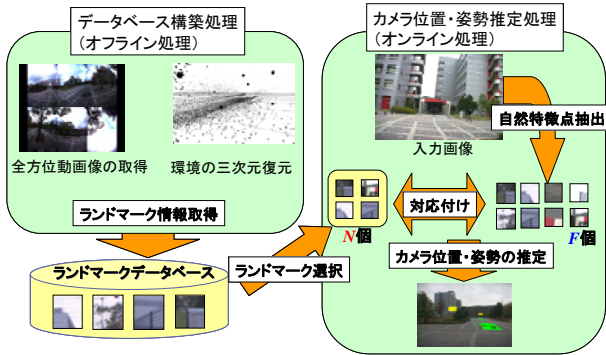 データベース構築処理
(オフライン処理)
全方位動画像の取得
環境の三次元復元
ランドマーク情報取得
ランドマークデータベース
ランドマーク選択
カメラ位置・姿勢推定処理
(オンライン処理)
入力画像
自然特徴点抽出
N個
対応付け
F個
カメラ位置・姿勢の推定